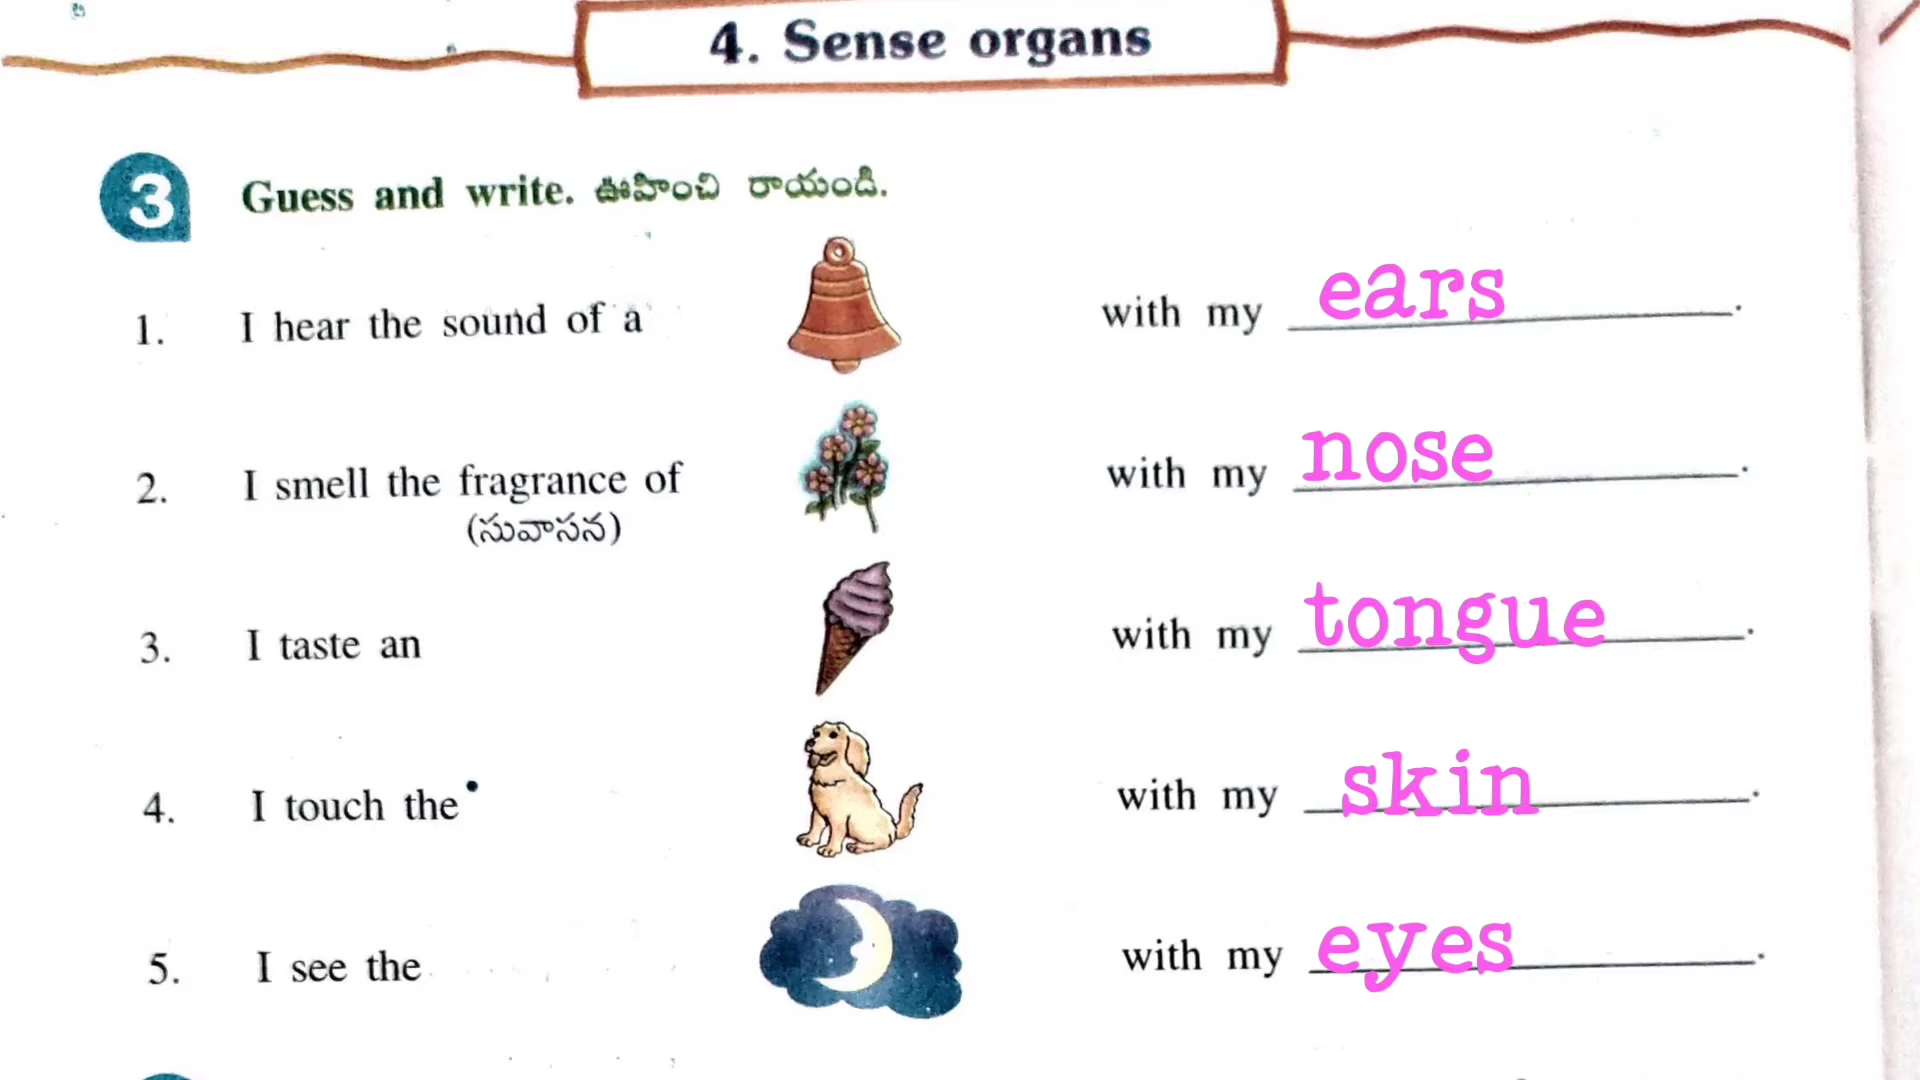 4. Sense organs
3 Guess and write. ఊహించి రాయండి.
1. I hear the sound of a with my ears.
2. I smell the fragrance of with my nose.
(సువాసన)
3. I taste an with my tongue.
4. I touch the with my skin.
5. I see the with my eyes.